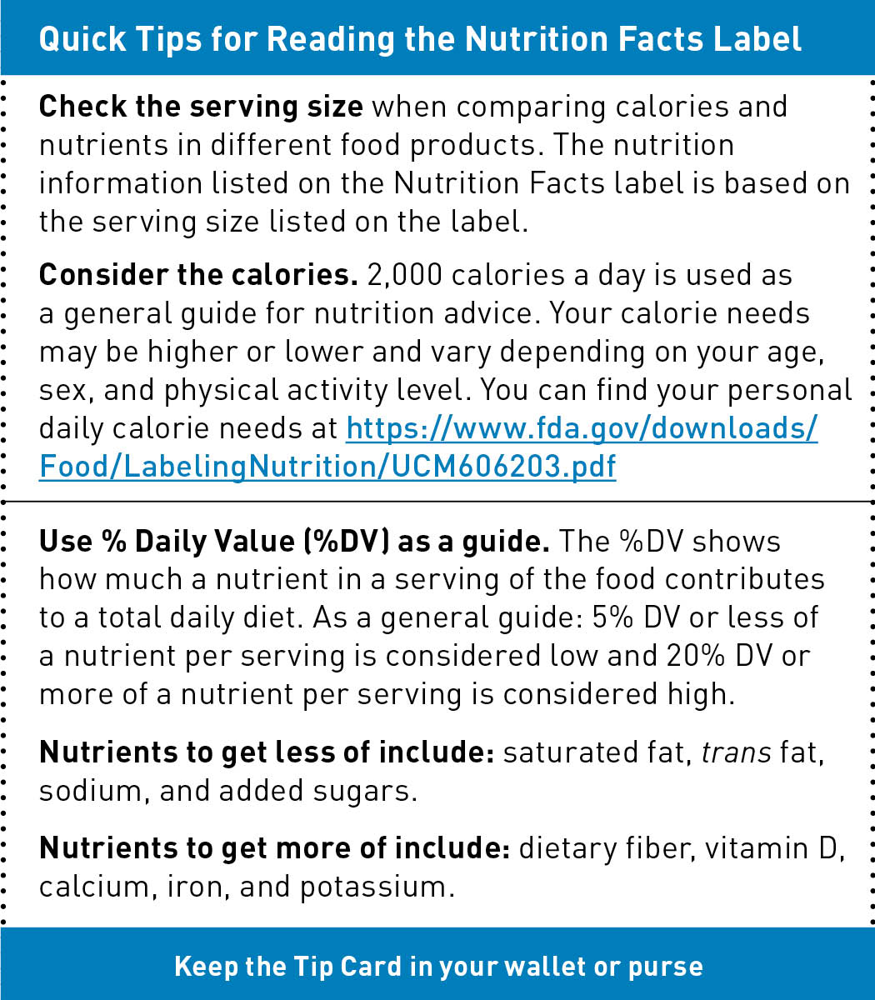 Quick Tips for Reading the Nutrition Facts Label
Check the serving size when comparing calories and
nutrients in different food products. The nutrition
information listed on the Nutrition Facts label is based on
the serving size listed on the label.
Consider the calories. 2,000 calories a day is used as
a general guide for nutrition advice. Your calorie needs
may be higher or lower and vary depending on your age,
sex, and physical activity level. You can find your personal
daily calorie needs at https://www.fda.gov/downloads/
Food/LabelingNutrition/UCM606203.pdf
Use % Daily Value (%DV) as a guide. The %DV shows
how much a nutrient in a serving of the food contributes
to a total daily diet. As a general guide: 5% DV or less of
a nutrient per serving is considered low and 20% DV or
more of a nutrient per serving is considered high.
Nutrients to get less of include: saturated fat, trans fat,
sodium, and added sugars.
Nutrients to get more of include: dietary fiber, vitamin D,
calcium, iron, and potassium.
Keep the Tip Card in your wallet or purse